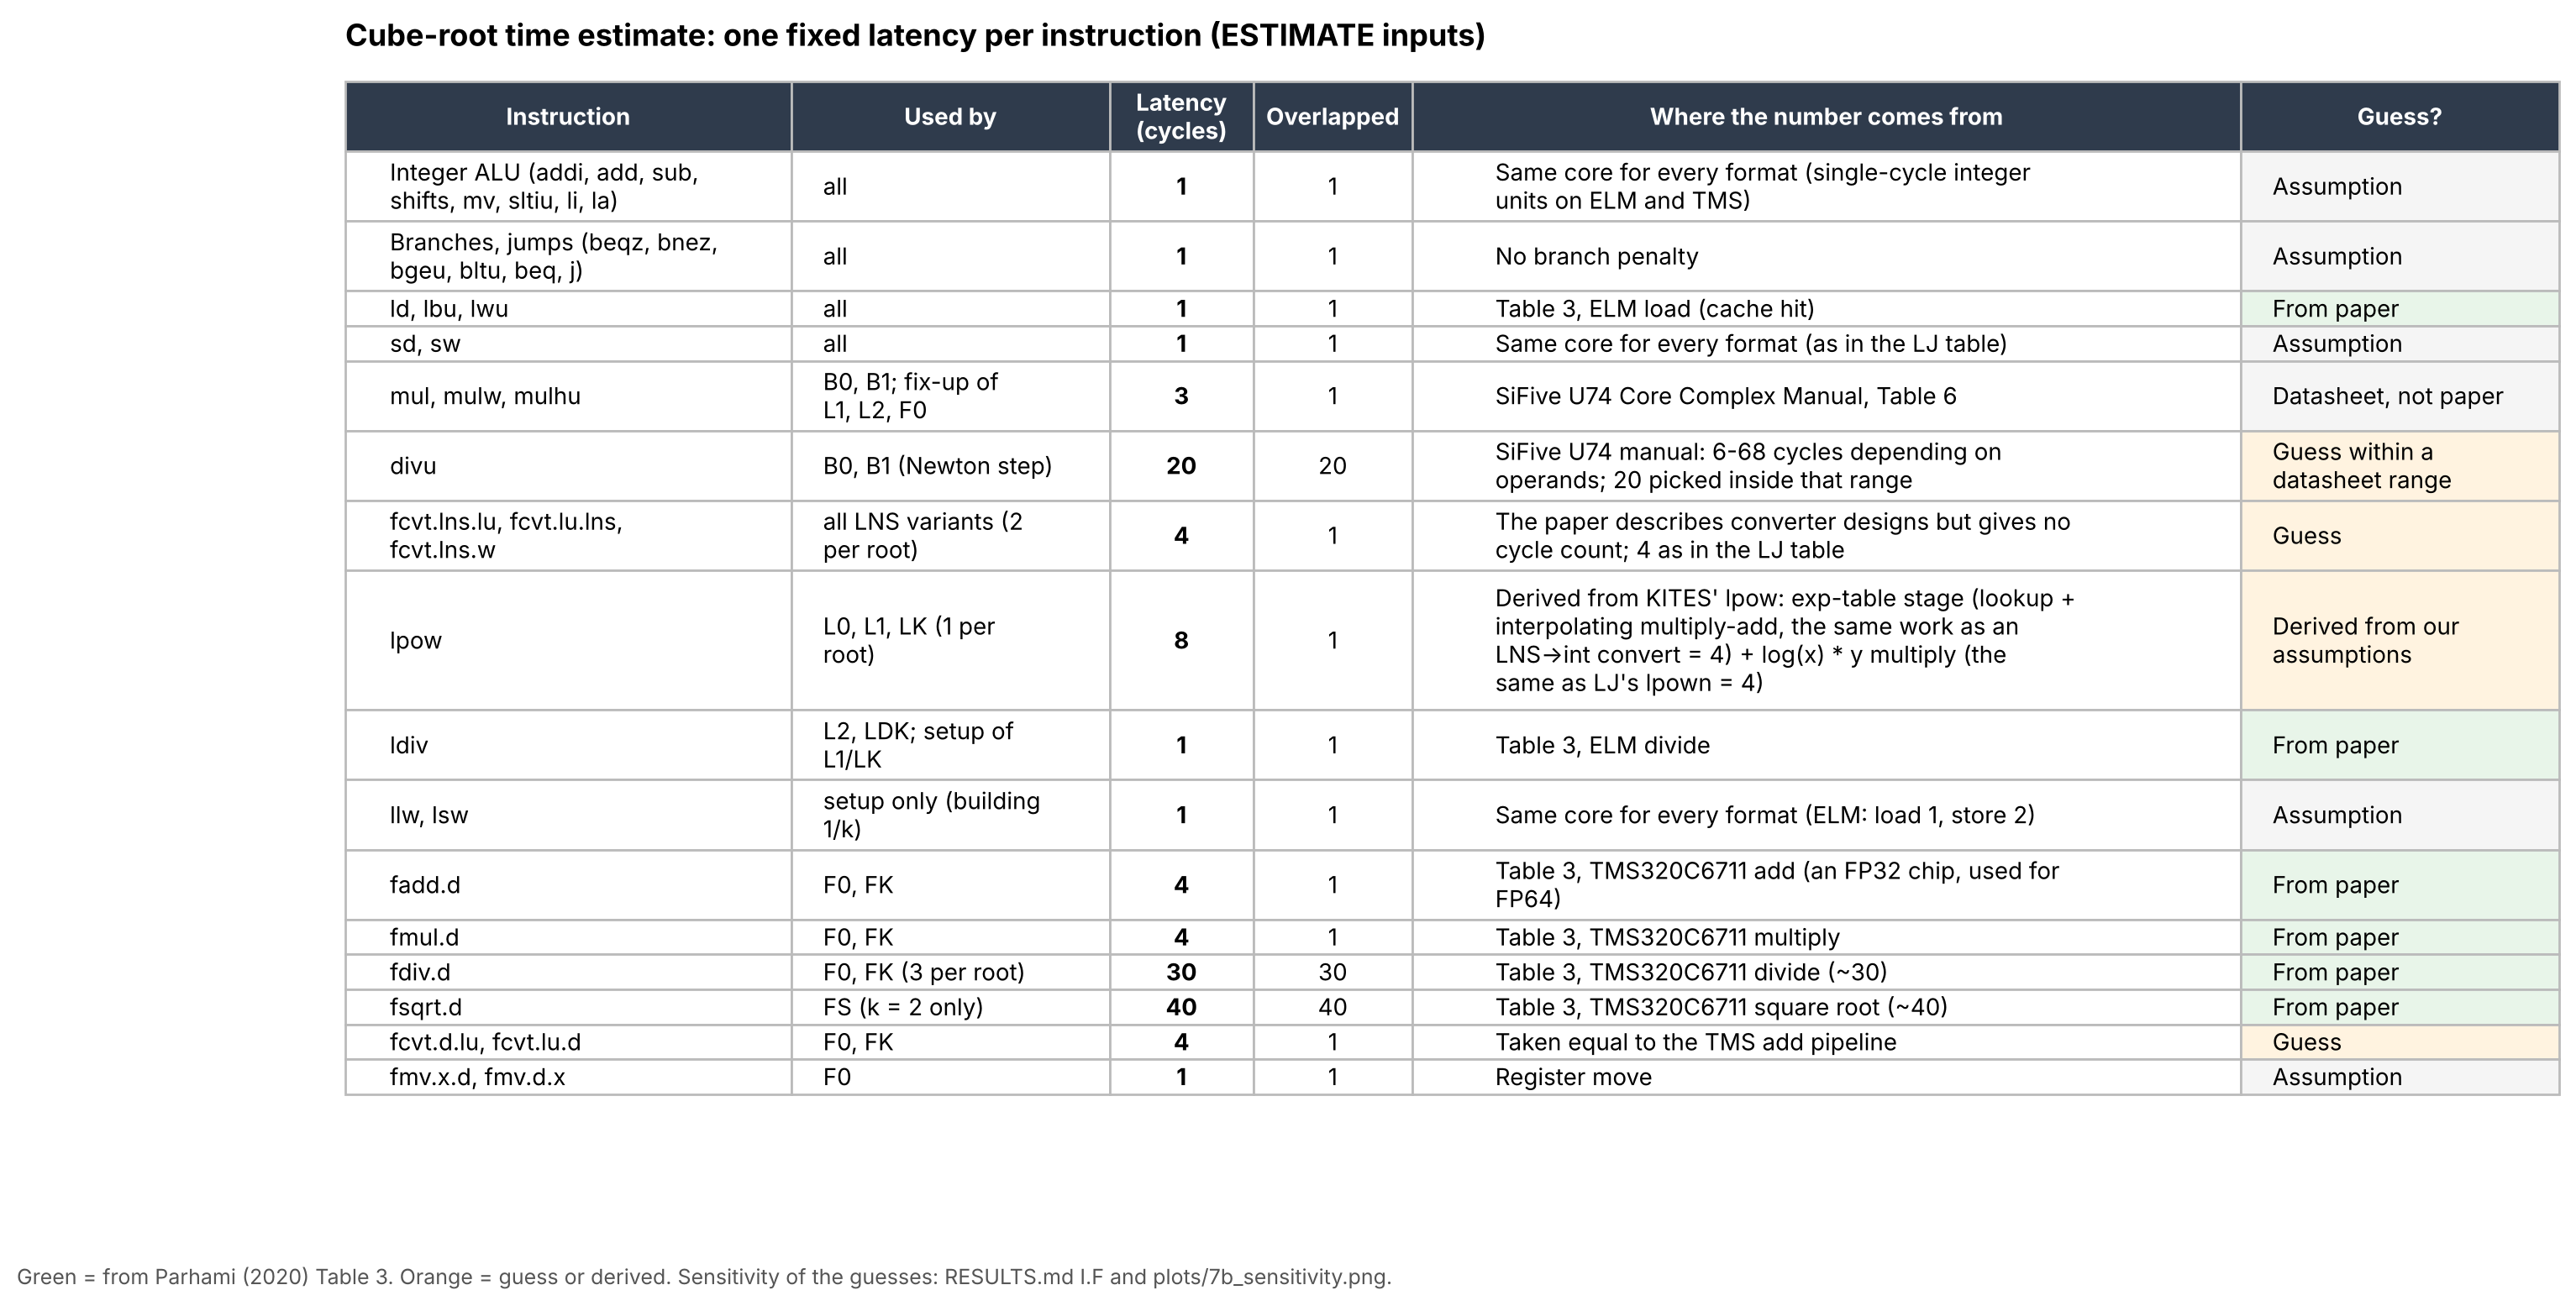 Cube-root time estimate: one fixed latency per instruction (ESTIMATE inputs)
Instruction
Used by
Latency
(cycles)
Overlapped
Where the number comes from
Guess?
Integer ALU (addi, add, sub,
shifts, mv, sltiu, li, la)
all
1
1
Same core for every format (single-cycle integer
units on ELM and TMS)
Assumption
Branches, jumps (beqz, bnez,
bgeu, bltu, beq, j)
all
1
1
No branch penalty
Assumption
ld, lbu, lwu
all
1
1
Table 3, ELM load (cache hit)
From paper
sd, sw
all
1
1
Same core for every format (as in the LJ table)
Assumption
mul, mulw, mulhu
B0, B1; fix-up of
L1, L2, F0
3
1
SiFive U74 Core Complex Manual, Table 6
Datasheet, not paper
divu
B0, B1 (Newton step)
20
20
SiFive U74 manual: 6-68 cycles depending on
operands; 20 picked inside that range
Guess within a
datasheet range
fcvt.lns.lu, fcvt.lu.lns,
fcvt.lns.w
all LNS variants (2
per root)
4
1
The paper describes converter designs but gives no
cycle count; 4 as in the LJ table
Guess
lpow
L0, L1, LK (1 per
root)
8
1
Derived from KITES' lpow: exp-table stage (lookup +
interpolating multiply-add, the same work as an
LNS→int convert = 4) + log(x) * y multiply (the
same as LJ's lpown = 4)
Derived from our
assumptions
ldiv
L2, LDK; setup of
L1/LK
1
1
Table 3, ELM divide
From paper
llw, lsw
setup only (building
1/k)
1
1
Same core for every format (ELM: load 1, store 2)
Assumption
fadd.d
F0, FK
4
1
Table 3, TMS320C6711 add (an FP32 chip, used for
FP64)
From paper
fmul.d
F0, FK
4
1
Table 3, TMS320C6711 multiply
From paper
fdiv.d
F0, FK (3 per root)
30
30
Table 3, TMS320C6711 divide (~30)
From paper
fsqrt.d
FS (k = 2 only)
40
40
Table 3, TMS320C6711 square root (~40)
From paper
fcvt.d.lu, fcvt.lu.d
F0, FK
4
1
Taken equal to the TMS add pipeline
Guess
fmv.x.d, fmv.d.x
F0
1
1
Register move
Assumption
Green = from Parhami (2020) Table 3. Orange = guess or derived. Sensitivity of the guesses: RESULTS.md I.F and plots/7b_sensitivity.png.